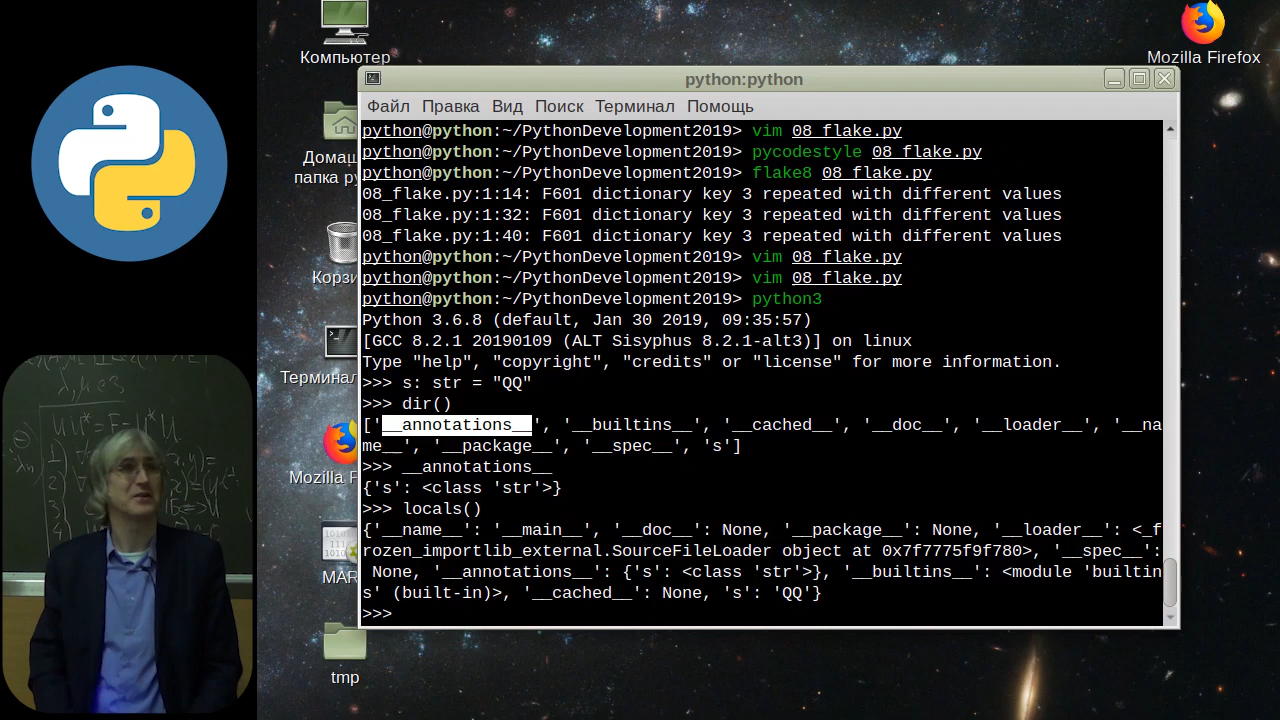 Компьютер
Mozilla Firefox
python:python
Файл Правка Вид Поиск Терминал Помощь
python@python:~/PythonDevelopment2019> vim 08_flake.py
python@python:~/PythonDevelopment2019> pycodestyle 08_flake.py
python@python:~/PythonDevelopment2019> flake8 08_flake.py
08_flake.py:1:14: F601 dictionary key 3 repeated with different values
08_flake.py:1:32: F601 dictionary key 3 repeated with different values
08_flake.py:1:40: F601 dictionary key 3 repeated with different values
python@python:~/PythonDevelopment2019> vim 08_flake.py
python@python:~/PythonDevelopment2019> vim 08_flake.py
python@python:~/PythonDevelopment2019> python3
Python 3.6.8 (default, Jan 30 2019, 09:35:57)
[GCC 8.2.1 20190109 (ALT Sisyphus 8.2.1-alt3)] on linux
Type "help", "copyright", "credits" or "license" for more information.
>>> s: str = "QQ"
>>> dir()
['__annotations__', '__builtins__', '__cached__', '__doc__', '__loader__', '__na
me__', '__package__', '__spec__', 's']
>>> __annotations__
{'s': <class 'str'>}
>>> locals()
{'__name__': '__main__', '__doc__': None, '__package__': None, '__loader__': <_f
rozen_importlib_external.SourceFileLoader object at 0x7f7775f9f780>, '__spec__':
 None, '__annotations__': {'s': <class 'str'>}, '__builtins__': <module 'builtin
s' (built-in)>, '__cached__': None, 's': 'QQ'}
>>>
Домаш
папка py
Корзи
Терминал
Mozilla F
MAR
tmp